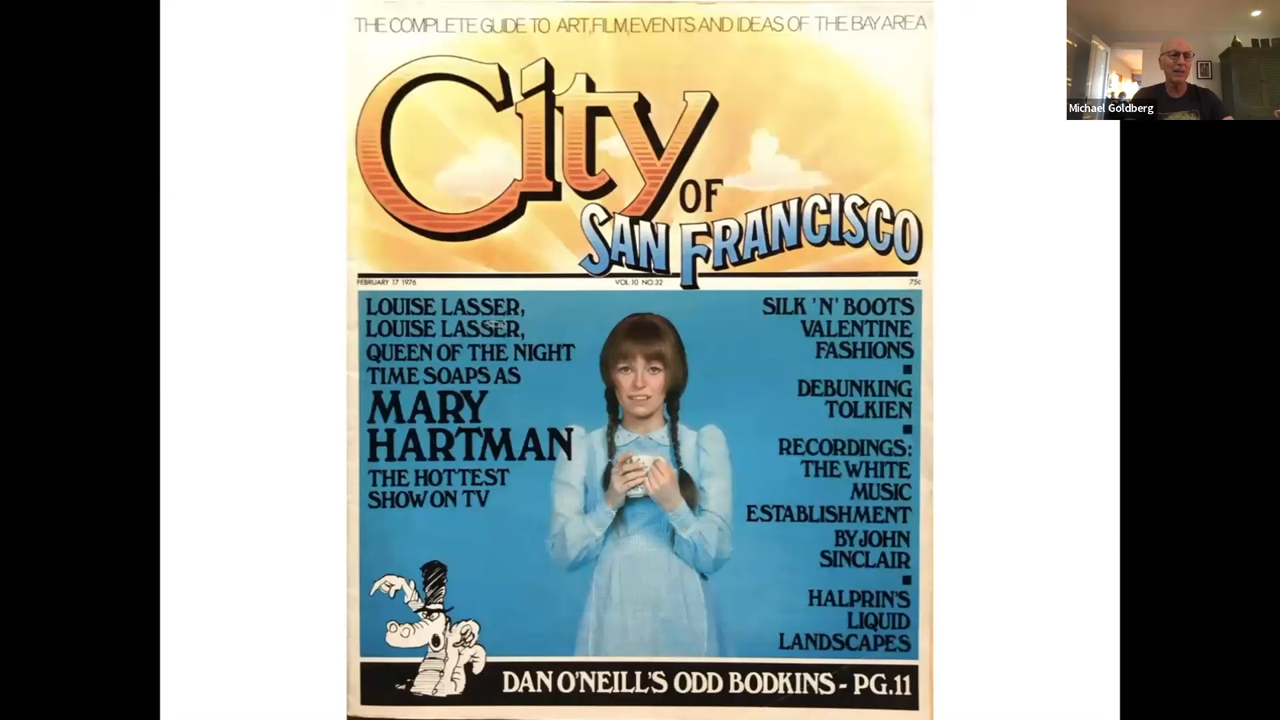 THE COMPLETE GUIDE TO ART,FILM,EVENTS AND IDEAS OF THE BAY AREA
City
OF
SAN FRANCISCO
FEBRUARY 17 1976 VOL.10 NO.32 75¢
LOUISE LASSER,
LOUISE LASSER,
QUEEN OF THE NIGHT
TIME SOAPS AS
MARY
HARTMAN
THE HOTTEST
SHOW ON TV
SILK 'N' BOOTS
VALENTINE
FASHIONS
DEBUNKING
TOLKIEN
RECORDINGS:
THE WHITE
MUSIC
ESTABLISHMENT
BY JOHN
SINCLAIR
HALPRIN'S
LIQUID
LANDSCAPES
DAN O'NEILL'S ODD BODKINS - PG.11
Michael Goldberg